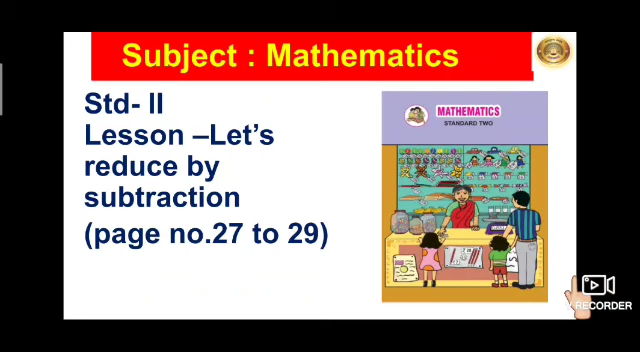 Subject : Mathematics
Std- II
Lesson –Let's
reduce by
subtraction
(page no.27 to 29)
MATHEMATICS
STANDARD TWO
RECORDER